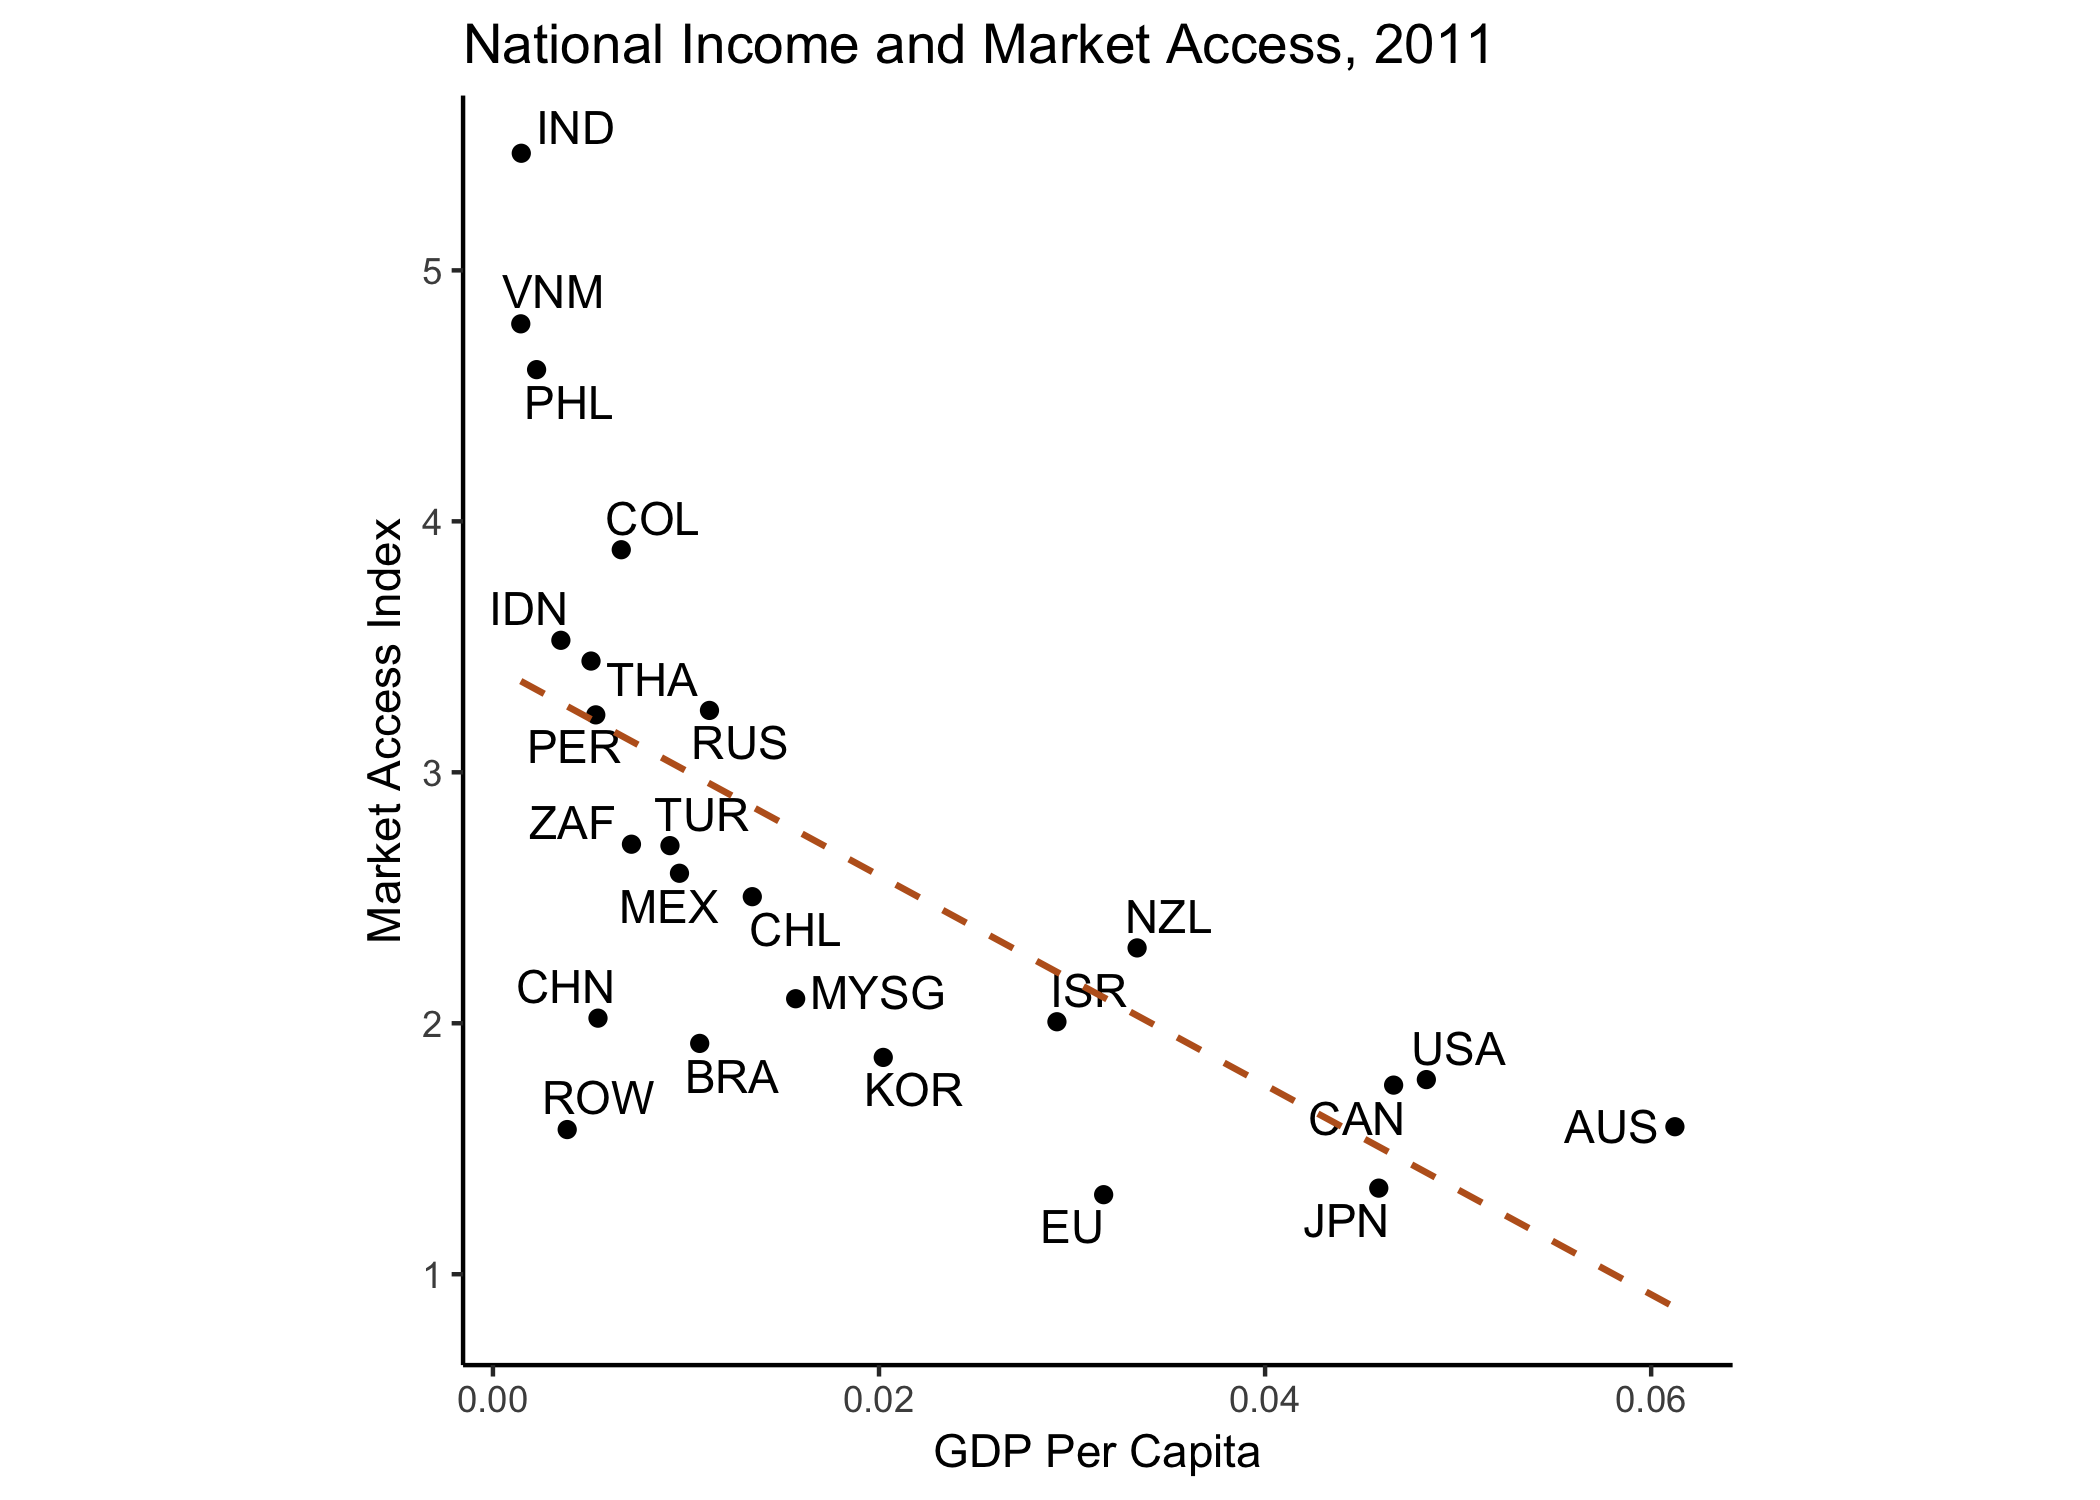 National Income and Market Access, 2011
IND
5
VNM
PHL
COL
4
IDN
THA
PER
RUS
3
ZAF
TUR
MEX
CHL
NZL
CHN
MYSG
ISR
2
BRA
KOR
USA
ROW
CAN
AUS
EU
JPN
1
Market Access Index
0.00 0.02 0.04 0.06
GDP Per Capita